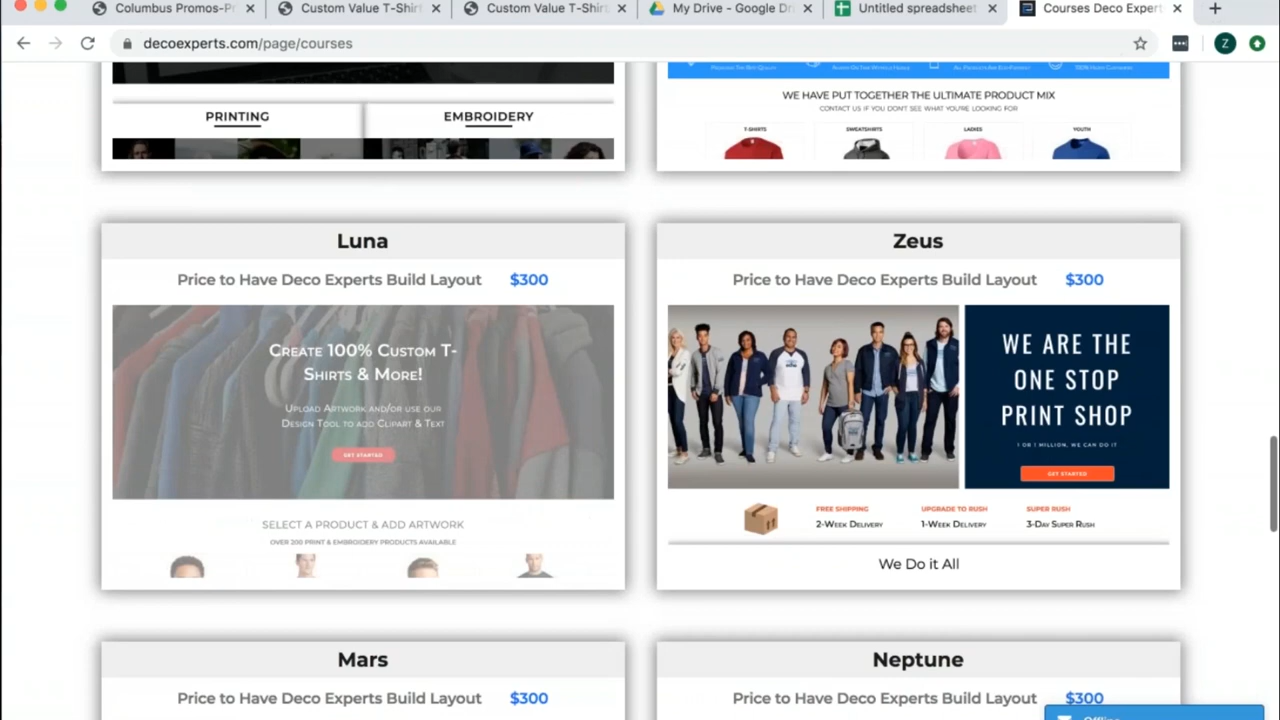 Columbus Promos-P
Custom Value T-Shirt
Custom Value T-Shirt
My Drive - Google Dr
Untitled spreadsheet
Courses Deco Expert
decoexperts.com/page/courses
Z
PRINTING
EMBROIDERY
100% Happy Customers
WE HAVE PUT TOGETHER THE ULTIMATE PRODUCT MIX
CONTACT US IF YOU DON'T SEE WHAT YOU'RE LOOKING FOR
T-SHIRTS
SWEATSHIRTS
LADIES
YOUTH
Luna
Price to Have Deco Experts Build Layout $300
Create 100% Custom T-
Shirts & More!
Upload Artwork and/or use our
Design Tool to add Clipart & Text
GET STARTED
SELECT A PRODUCT & ADD ARTWORK
OVER 200 PRINT & EMBROIDERY PRODUCTS AVAILABLE
Zeus
Price to Have Deco Experts Build Layout $300
WE ARE THE
ONE STOP
PRINT SHOP
1 OR 1 MILLION, WE CAN DO IT
GET STARTED
FREE SHIPPING
2-Week Delivery
UPGRADE TO RUSH
1-Week Delivery
SUPER RUSH
3-Day Super Rush
We Do it All
Mars
Price to Have Deco Experts Build Layout $300
Neptune
Price to Have Deco Experts Build Layout $300
Offline